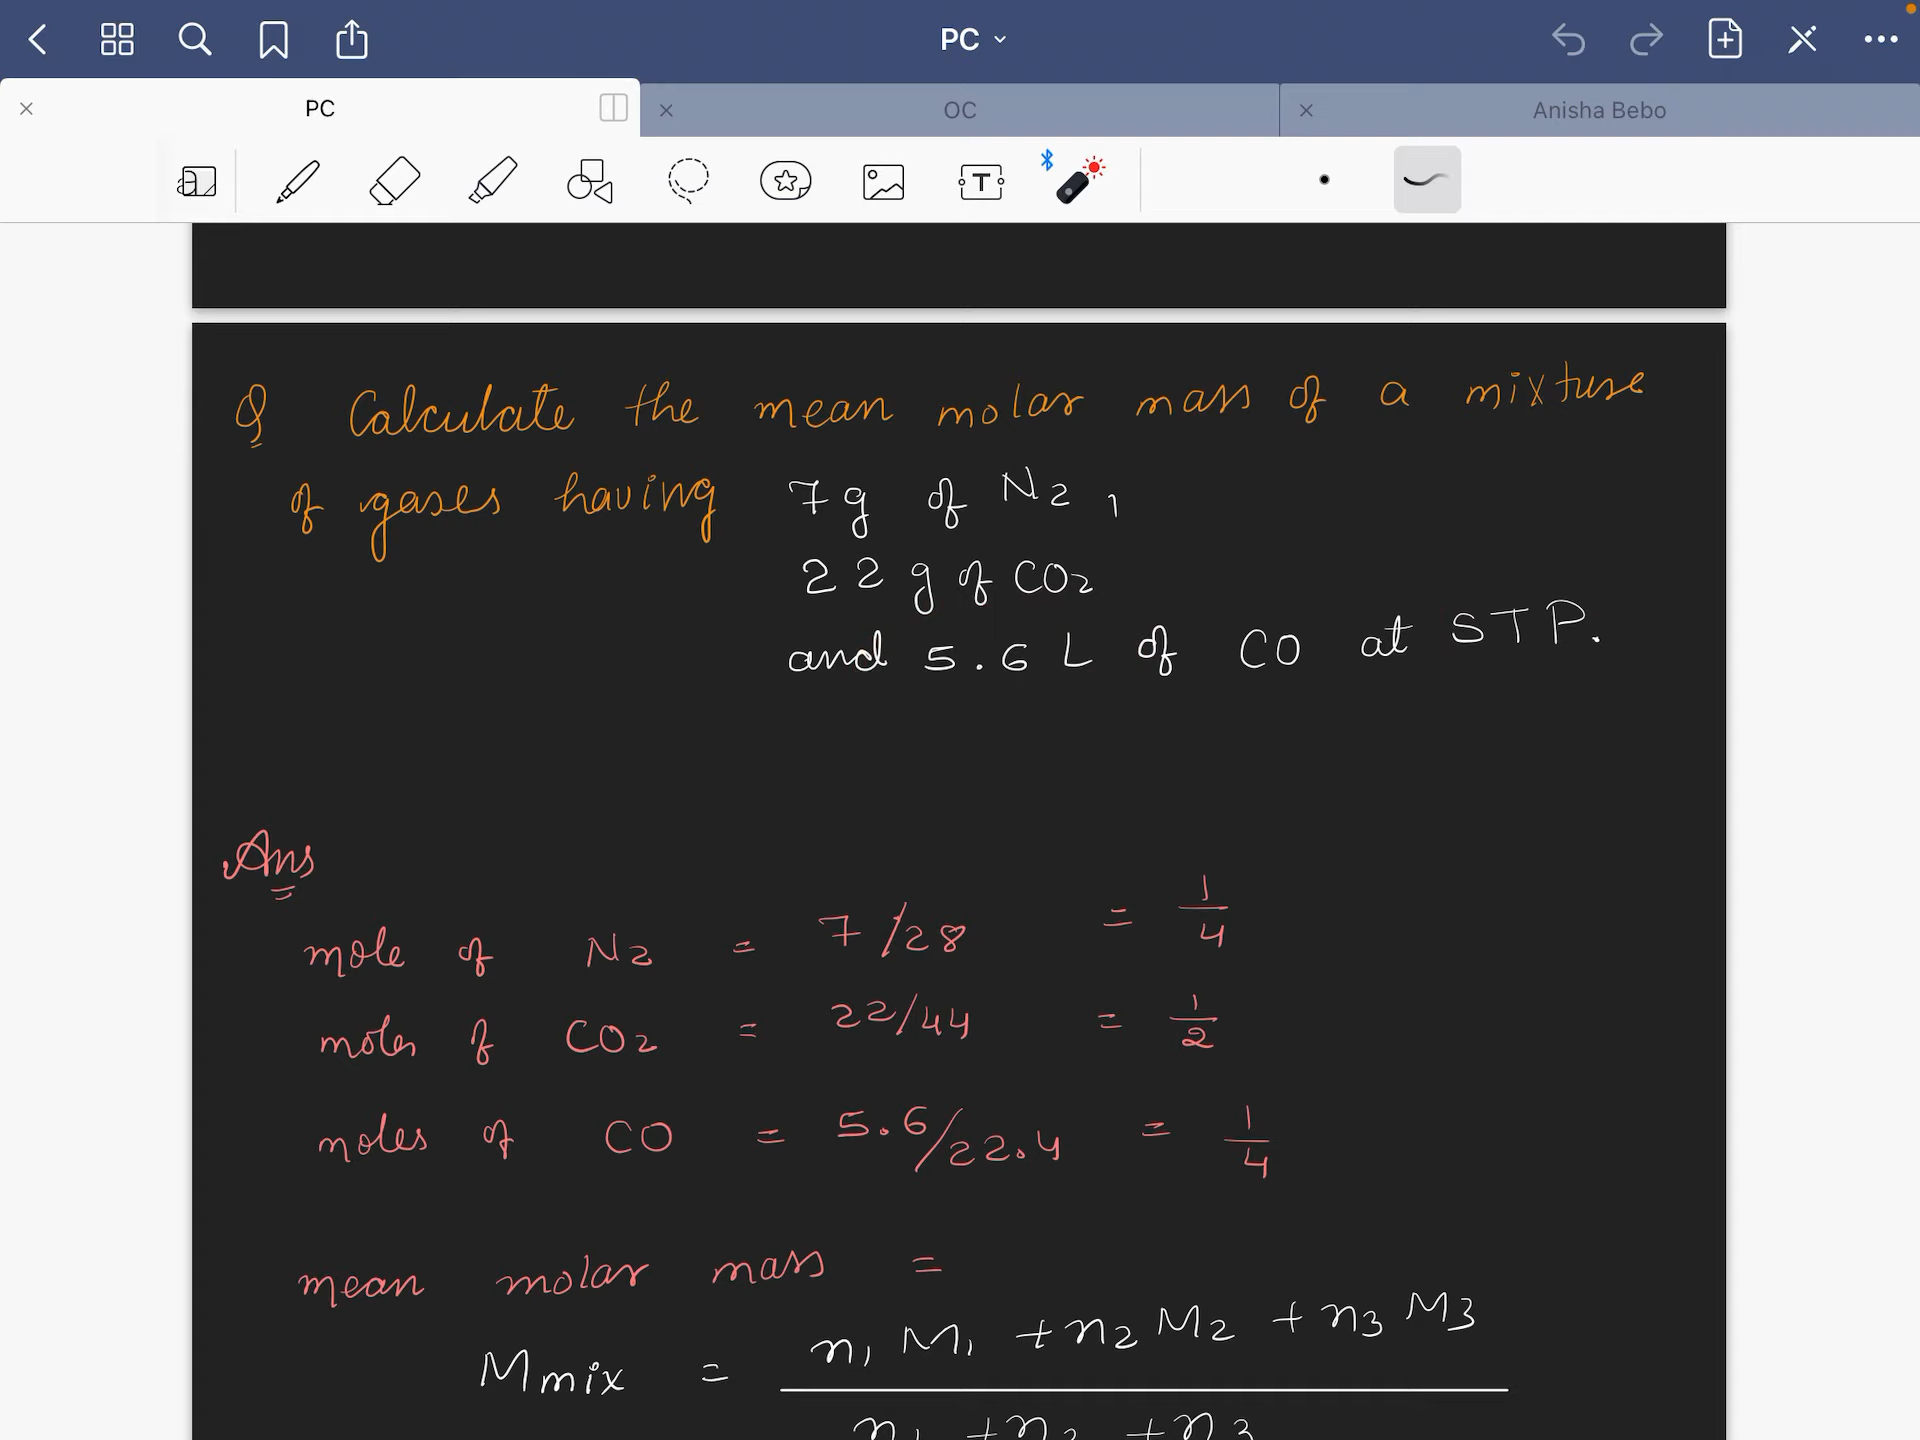 PC
PC
OC
Anisha Bebo
Q Calculate the mean molar mass of a mixture
of gases having 7g of N2,
22 g of CO2
and 5.6 L of CO at STP.
Ans
mole of N2 = 7/28 = 1/4
moles of CO2 = 22/44 = 1/2
moles of CO = 5.6/22.4 = 1/4
mean molar mass =
Mmix = n1 M1 + n2 M2 + n3 M3
n1 + n2 + n3